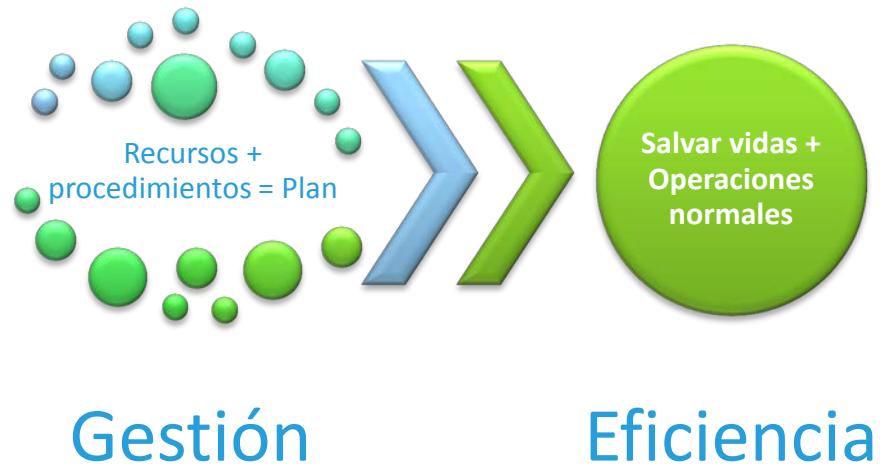 Recursos +
procedimientos = Plan
Salvar vidas +
Operaciones
normales
Gestión
Eficiencia